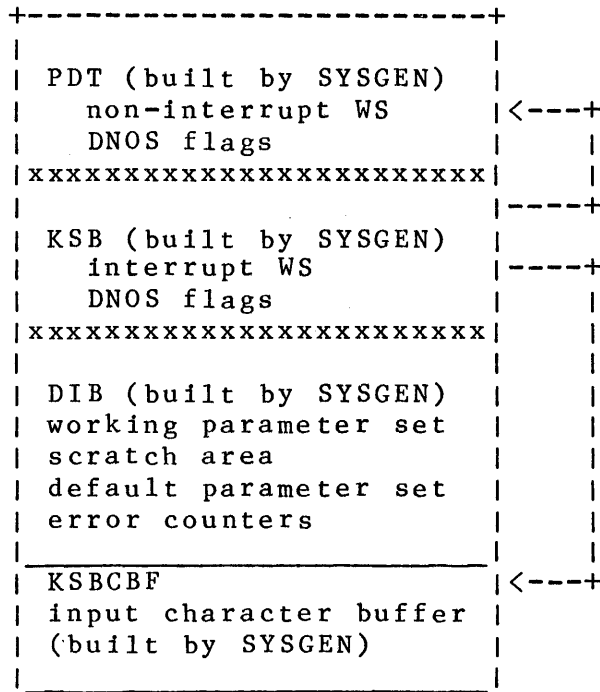 PDT (built by SYSGEN)
non-interrupt WS
DNOS flags
xxxxxxxxxxxxxxxxxxxxxxxx
KSB (built by SYSGEN)
interrupt WS
DNOS flags
xxxxxxxxxxxxxxxxxxxxxxxx
DIB (built by SYSGEN)
working parameter set
scratch area
default parameter set
error counters
KSBCBF
input character buffer
(built by SYSGEN)